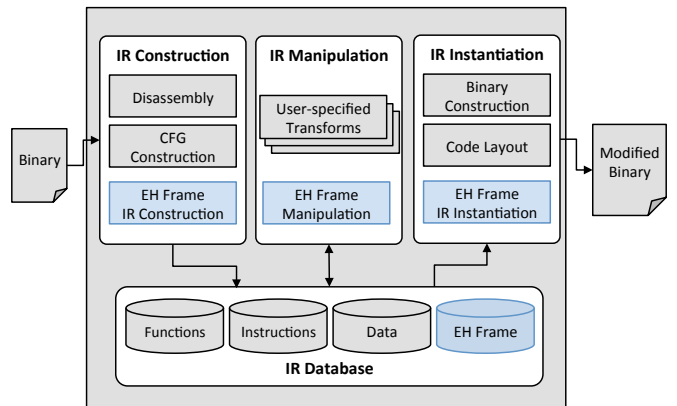 Binary
IR Construction
Disassembly
CFG
Construction
EH Frame
IR Construction
IR Manipulation
User-specified
Transforms
EH Frame
Manipulation
IR Instantiation
Binary
Construction
Code Layout
EH Frame
IR Instantiation
Modified
Binary
Functions
Instructions
Data
EH Frame
IR Database